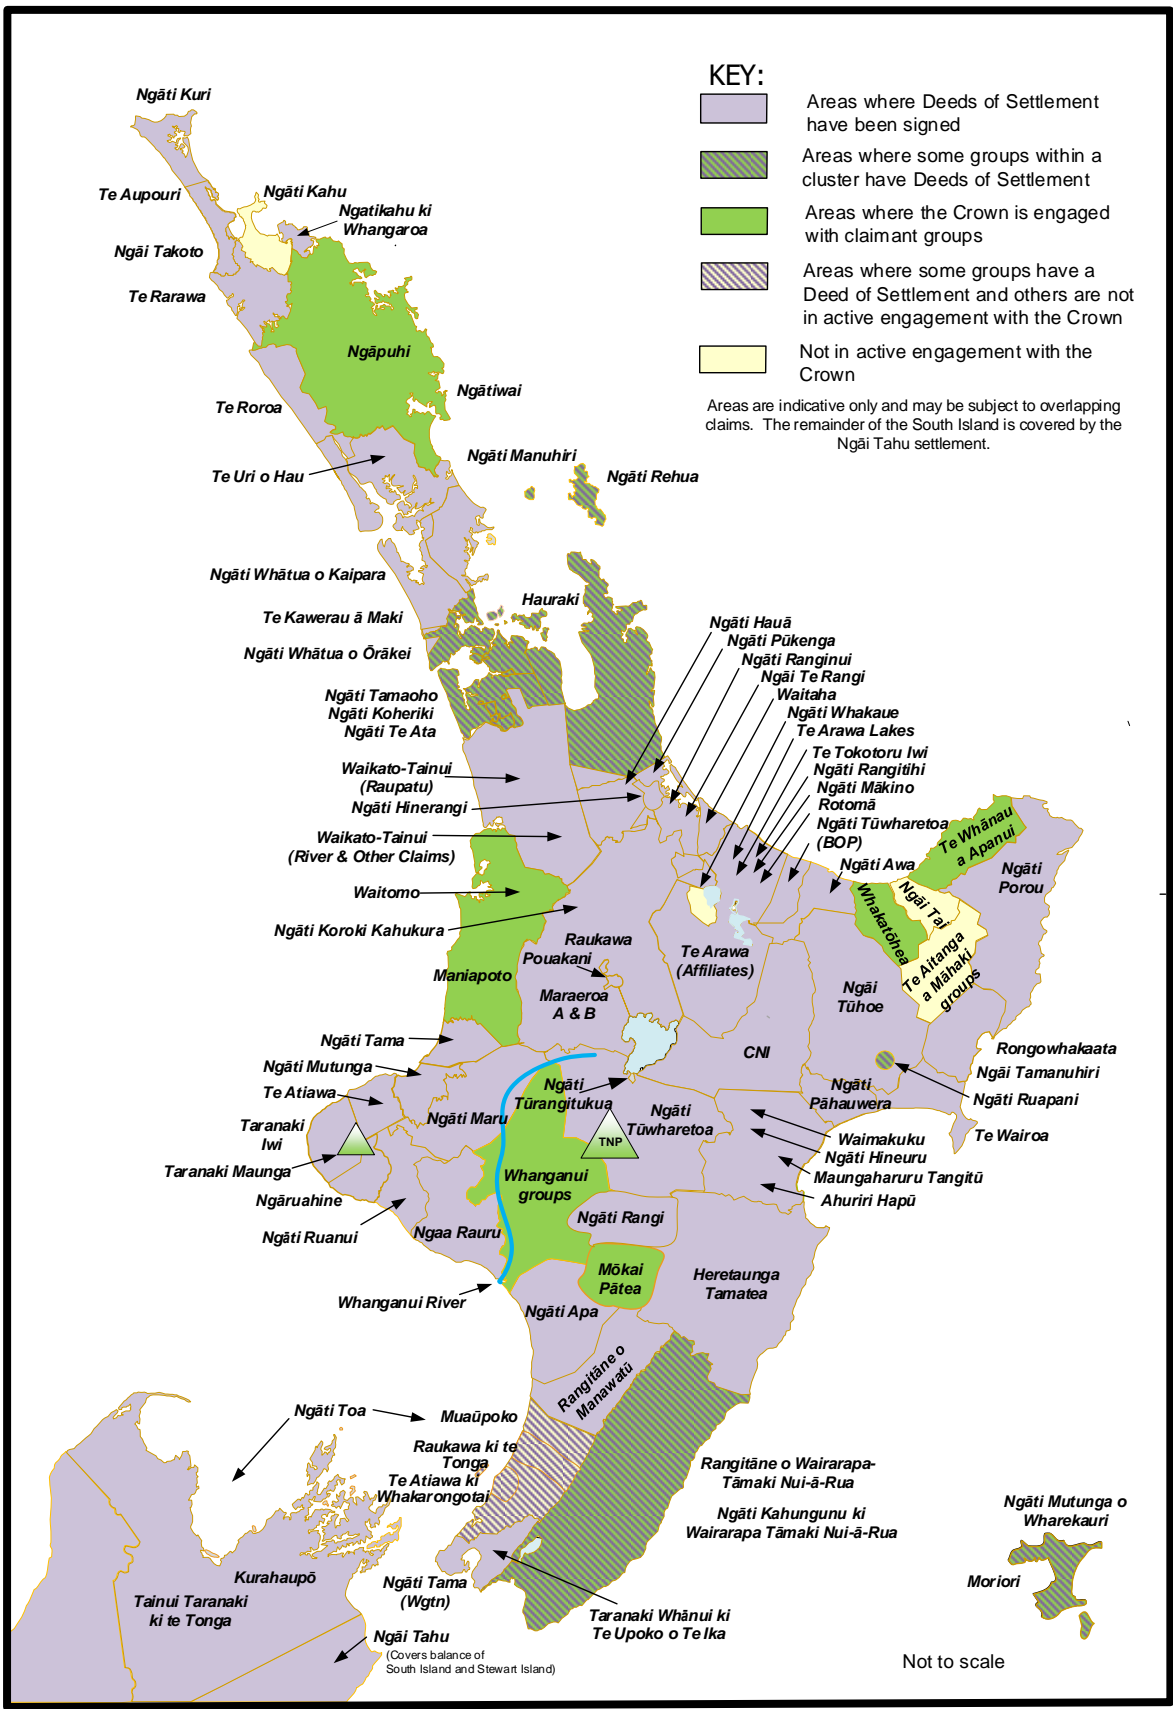 KEY:
Areas where Deeds of Settlement
have been signed
Areas where some groups within a
cluster have Deeds of Settlement
Areas where the Crown is engaged
with claimant groups
Areas where some groups have a
Deed of Settlement and others are not
in active engagement with the Crown
Not in active engagement with the
Crown
Areas are indicative only and may be subject to overlapping
claims. The remainder of the South Island is covered by the
Ngāi Tahu settlement.
Ngāti Kuri
Te Aupouri
Ngāti Kahu
Ngatikahu ki
Whangaroa
Ngāi Takoto
Te Rarawa
Ngāpuhi
Ngātiwai
Te Roroa
Ngāti Manuhiri
Te Uri o Hau
Ngāti Rehua
Ngāti Whātua o Kaipara
Hauraki
Te Kawerau ā Maki
Ngāti Whātua o Ōrākei
Ngāti Tamaoho
Ngāti Koheriki
Ngāti Te Ata
Ngāti Hauā
Ngāti Pūkenga
Ngāti Ranginui
Ngāi Te Rangi
Waitaha
Ngāti Whakaue
Te Arawa Lakes
Te Tokotoru Iwi
Ngāti Rangitihi
Ngāti Mākino
Rotomā
Ngāti Tūwharetoa
(BOP)
Ngāti Awa
Waikato-Tainui
(Raupatu)
Ngāti Hinerangi
Waikato-Tainui
(River & Other Claims)
Waitomo
Ngāti Koroki Kahukura
Te Whānau
a Apanui
Ngāti
Porou
Ngāi Tai
Whakatōhea
Te Aitanga
a Māhaki
groups
Raukawa
Pouakani
Maraeroa
A & B
Te Arawa
(Affiliates)
Maniapoto
Ngāi
Tūhoe
Ngāti Tama
CNI
Rongowhakaata
Ngāi Tamanuhiri
Ngāti Ruapani
Te Wairoa
Ngāti Mutunga
Te Atiawa
Ngāti
Tūrangitukua
Ngāti
Pāhauwera
Taranaki
Iwi
Ngāti Maru
TNP
Ngāti
Tūwharetoa
Waimakuku
Ngāti Hineuru
Maungaharuru Tangitū
Ahuriri Hapū
Taranaki Maunga
Ngāruahine
Whanganui
groups
Ngāti Ruanui
Ngaa Rauru
Ngāti Rangi
Mōkai
Pātea
Heretaunga
Tamatea
Whanganui River
Ngāti Apa
Rangitāne o
Manawatū
Ngāti Toa
Muaūpoko
Raukawa ki te
Tonga
Te Atiawa ki
Whakarongotai
Rangitāne o Wairarapa-
Tāmaki Nui-ā-Rua
Ngāti Kahungunu ki
Wairarapa Tāmaki Nui-ā-Rua
Ngāti Mutunga o
Wharekauri
Moriori
Kurahaupō
Tainui Taranaki
ki te Tonga
Ngāti Tama
(Wgtn)
Taranaki Whānui ki
Te Upoko o Te Ika
Ngāi Tahu
(Covers balance of
South Island and Stewart Island)
Not to scale